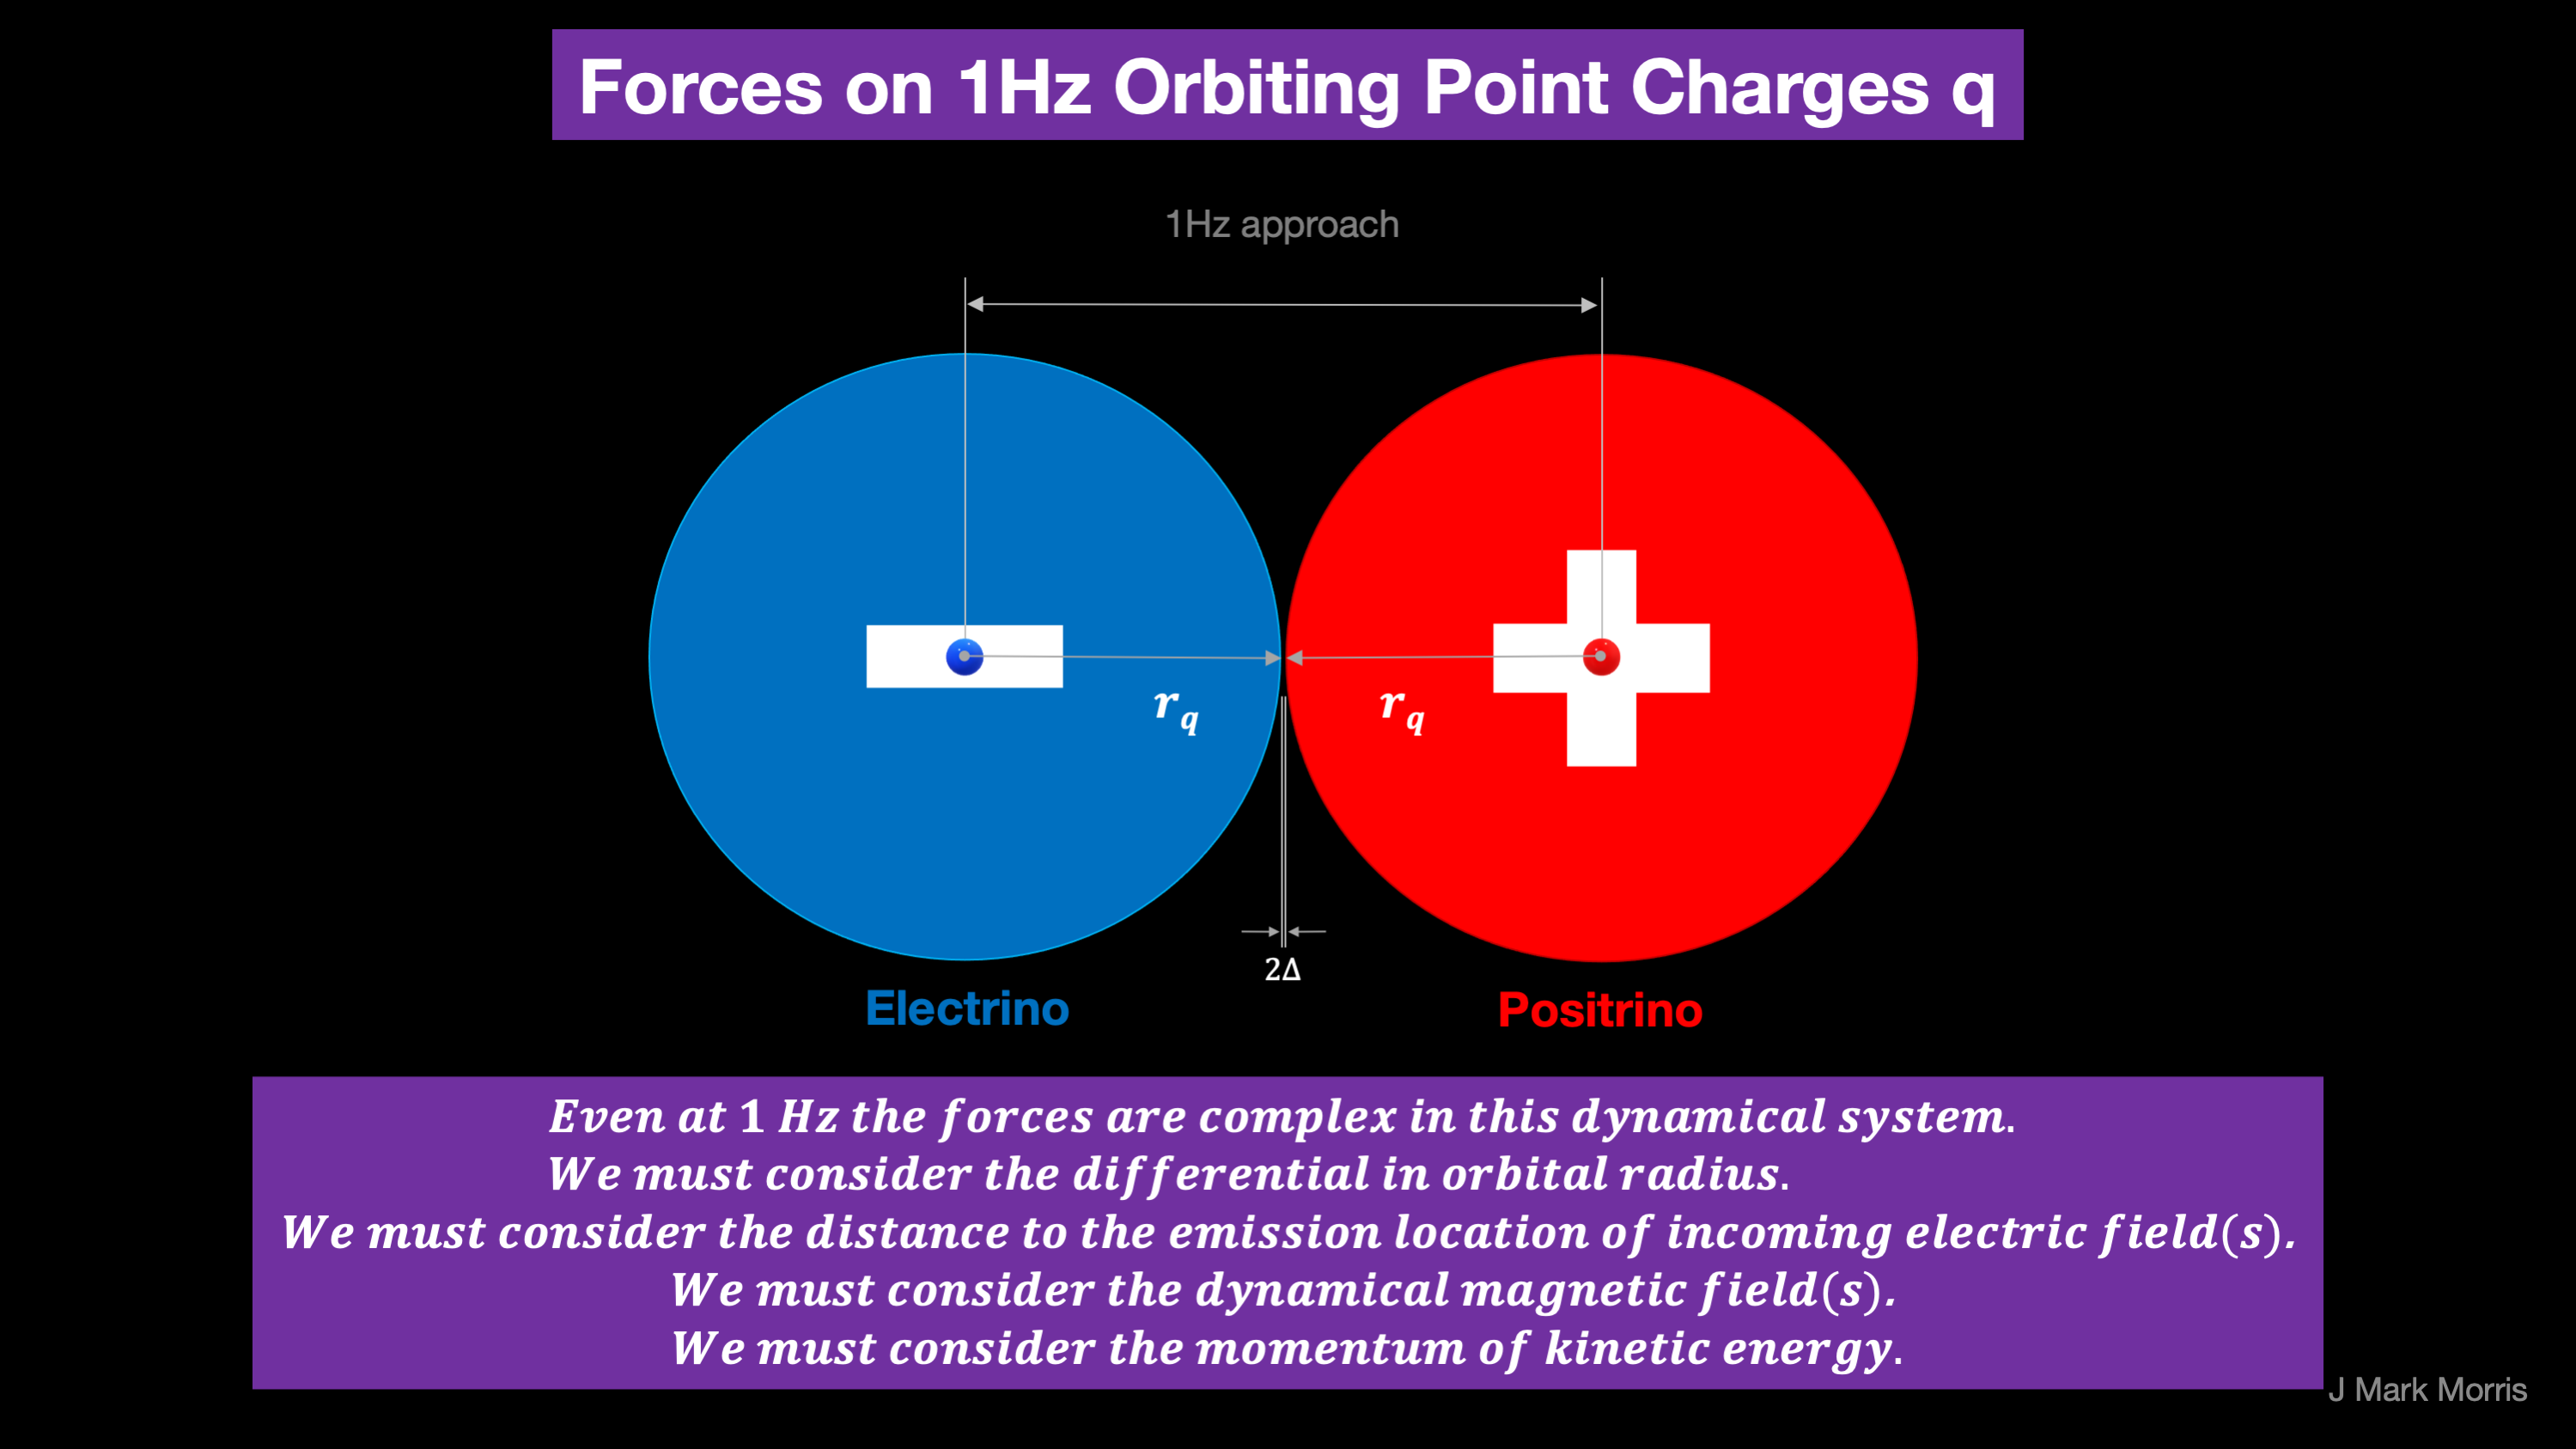 Forces on 1Hz Orbiting Point Charges q
1Hz approach
r_q r_q
2Δ
Electrino Positrino
Even at 1 Hz the forces are complex in this dynamical system.
We must consider the differential in orbital radius.
We must consider the distance to the emission location of incoming electric field(s).
We must consider the dynamical magnetic field(s).
We must consider the momentum of kinetic energy.
J Mark Morris